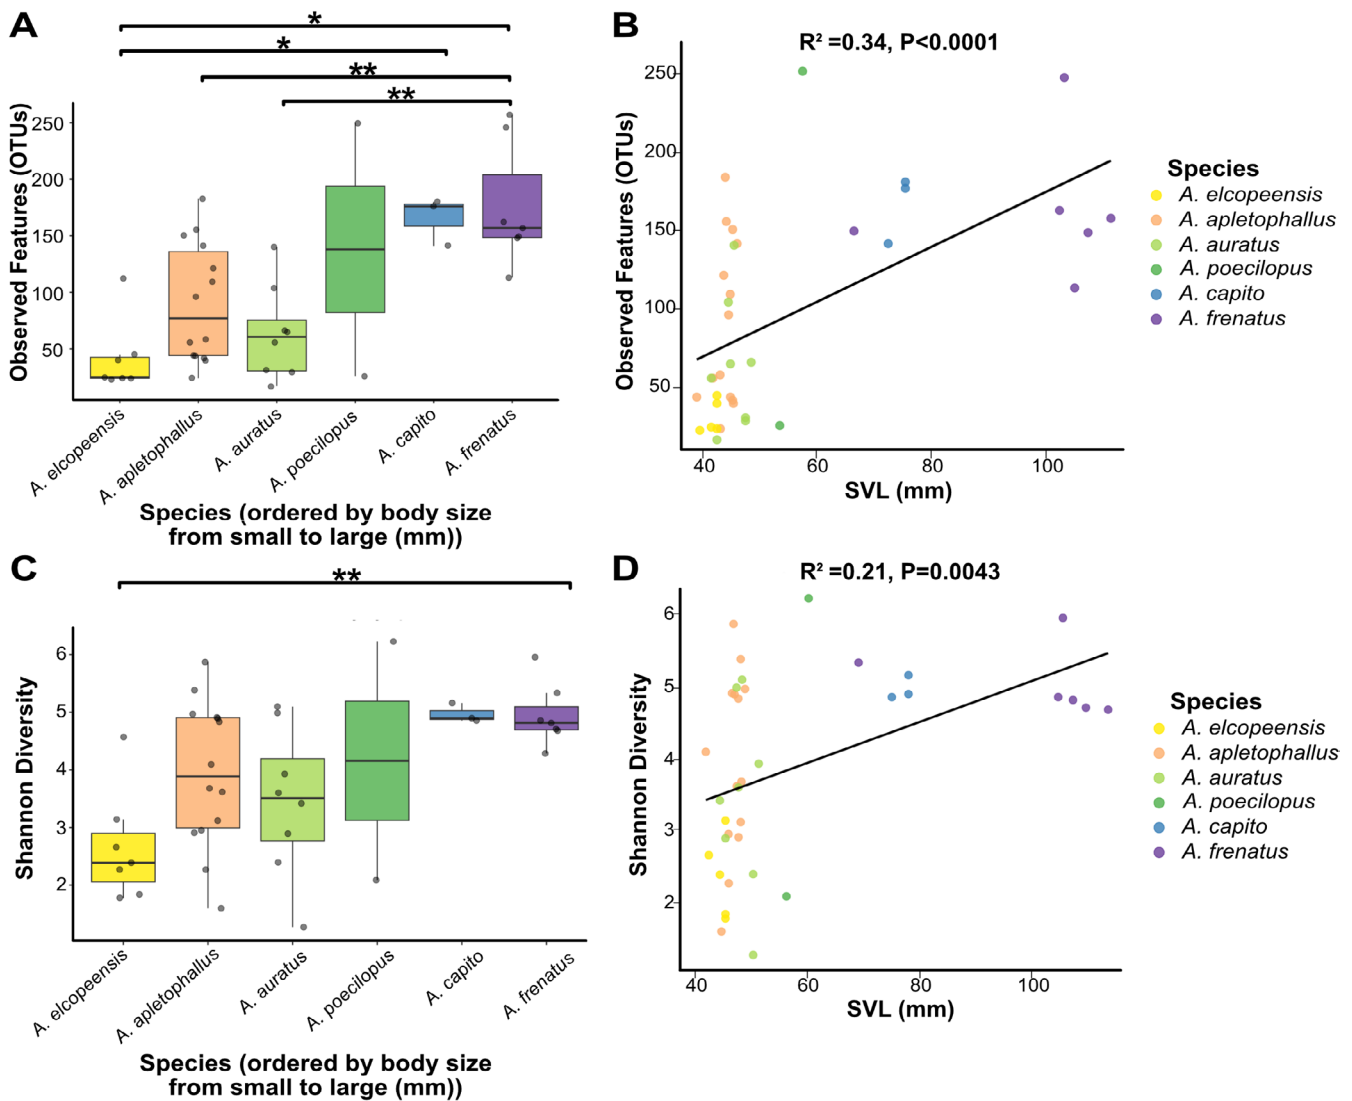 A
*
*
**
**
Observed Features (OTUs)
250
200
150
100
50
A. elcopeensis
A. apletophallus
A. auratus
A. poecilopus
A. capito
A. frenatus
Species (ordered by body size
from small to large (mm))
B
R² =0.34, P<0.0001
Observed Features (OTUs)
250
200
150
100
50
40
60
80
100
SVL (mm)
Species
A. elcopeensis
A. apletophallus
A. auratus
A. poecilopus
A. capito
A. frenatus
C
**
Shannon Diversity
6
5
4
3
2
A. elcopeensis
A. apletophallus
A. auratus
A. poecilopus
A. capito
A. frenatus
Species (ordered by body size
from small to large (mm))
D
R² =0.21, P=0.0043
Shannon Diversity
6
5
4
3
2
40
60
80
100
SVL (mm)
Species
A. elcopeensis
A. apletophallus
A. auratus
A. poecilopus
A. capito
A. frenatus